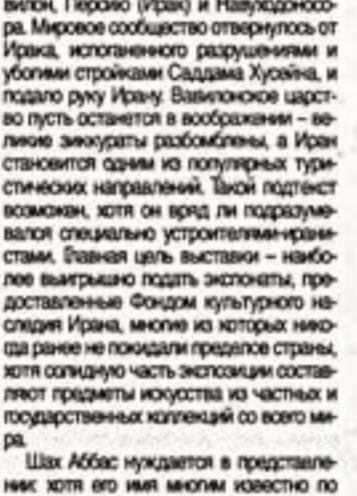 вилон, Персию (Ирак) и Навуходоносо-
ра. Мировое сообщество отвернулось от
Ирака, испоганенного разрушениями и
убогими стройками Саддама Хусейна, и
подало руку Ирану. Вавилонское царст-
во пусть останется в воображении – ве-
ликие зиккураты разбомблены, а Иран
становится одним из популярных тури-
стических направлений. Такой подтекст
возможен, хотя он вряд ли подразуме-
вался специально устроителями-ирани-
стами. Главная цель выставки – наибо-
лее выигрышно подать экспонаты, пре-
доставленные Фондом культурного на-
следия Ирана, многие из которых нико-
гда ранее не покидали пределов страны,
хотя солидную часть экспозиции состав-
ляют предметы искусства из частных и
государственных коллекций со всего ми-
ра.
Шах Аббас нуждается в представле-
нии: хотя его имя многим известно по